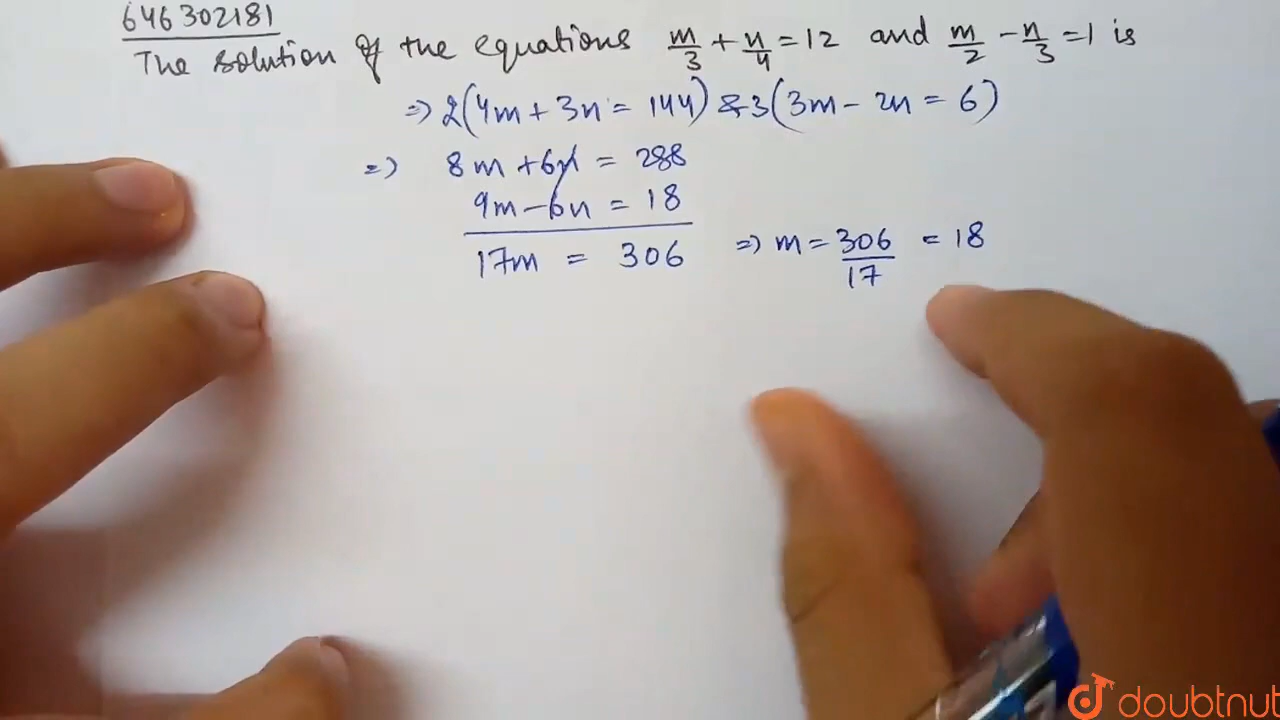 646302181
The solution of the equations m/3 + n/4 = 12 and m/2 - n/3 = 1 is
=> 2(4m + 3n = 144) & 3(3m - 2n = 6)
=> 8m + 6n = 288
9m - 6n = 18
17m = 306 => m = 306/17 = 18
doubtnut